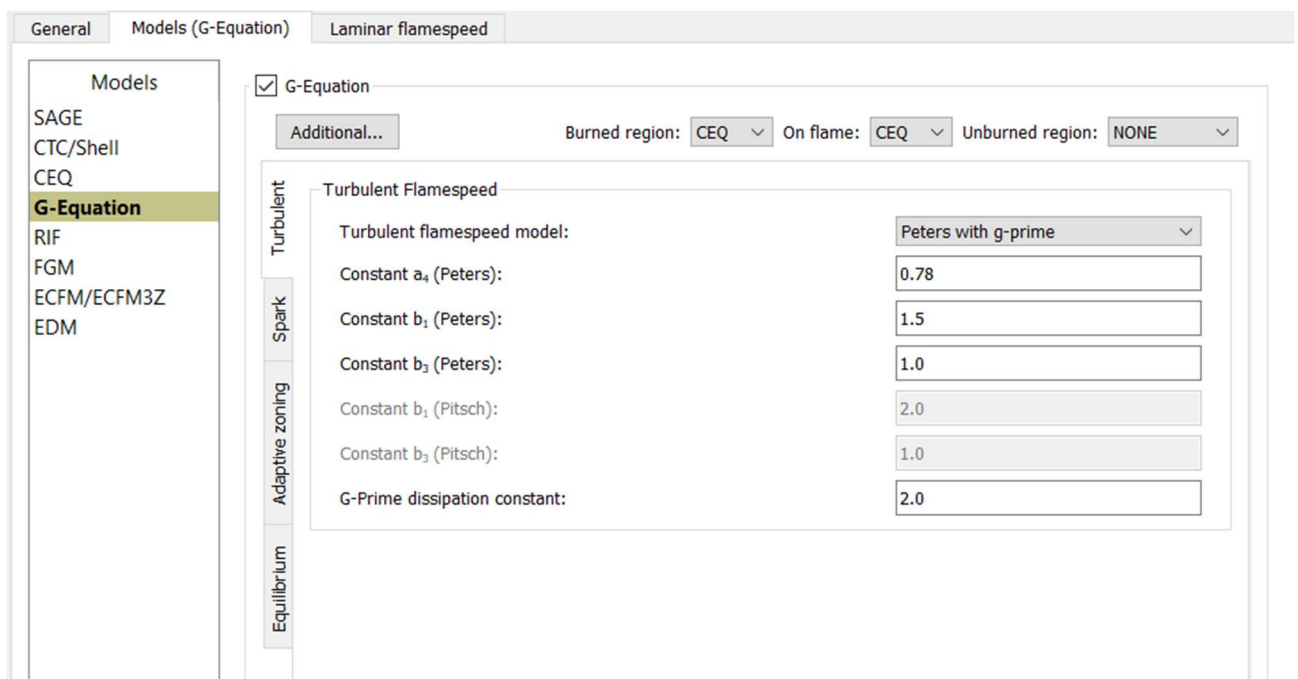 General Models (G-Equation) Laminar flamespeed
Models
SAGE
CTC/Shell
CEQ
G-Equation
RIF
FGM
ECFM/ECFM3Z
EDM
G-Equation
Additional... Burned region: CEQ On flame: CEQ Unburned region: NONE
Turbulent
Spark
Adaptive zoning
Equilibrium
Turbulent Flamespeed
Turbulent flamespeed model: Peters with g-prime
Constant a₄ (Peters): 0.78
Constant b₁ (Peters): 1.5
Constant b₃ (Peters): 1.0
Constant b₁ (Pitsch): 2.0
Constant b₃ (Pitsch): 1.0
G-Prime dissipation constant: 2.0